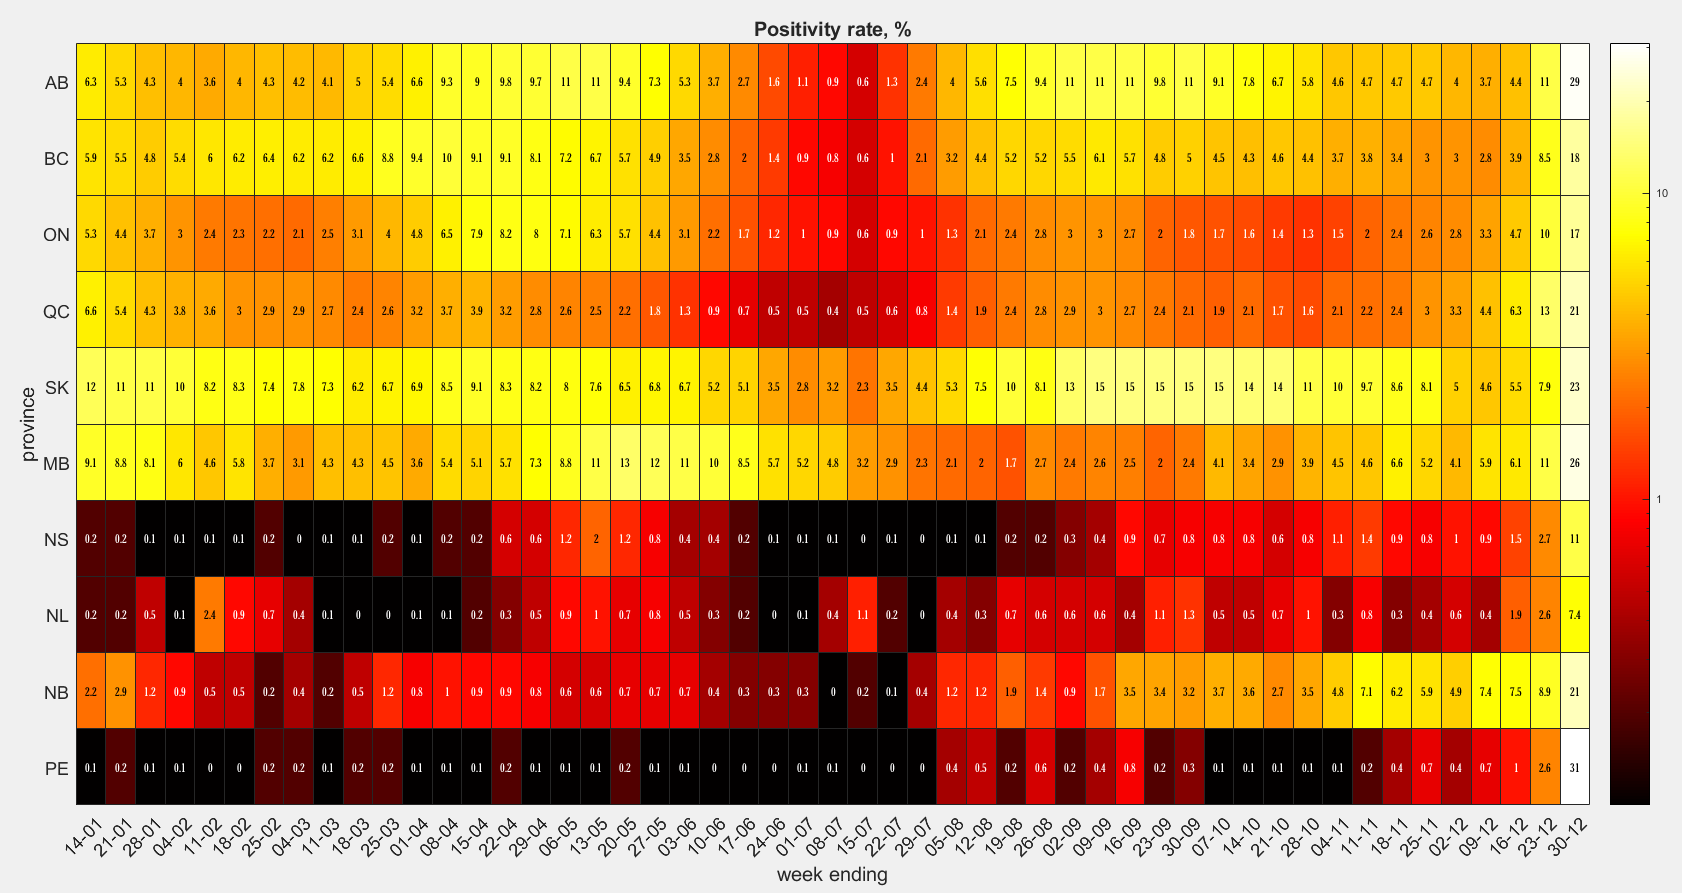 Positivity rate, %
AB 6.3 5.3 4.3 4 3.6 4 4.3 4.2 4.1 5 5.4 6.6 9.3 9 9.8 9.7 11 11 9.4 7.3 5.3 3.7 2.7 1.6 1.1 0.9 0.6 1.3 2.4 4 5.6 7.5 9.4 11 11 11 9.8 11 9.1 7.8 6.7 5.8 4.6 4.7 4.7 4.7 4 3.7 4.4 11 29
BC 5.9 5.5 4.8 5.4 6 6.2 6.4 6.2 6.2 6.6 8.8 9.4 10 9.1 9.1 8.1 7.2 6.7 5.7 4.9 3.5 2.8 2 1.4 0.9 0.8 0.6 1 2.1 3.2 4.4 5.2 5.2 5.5 6.1 5.7 4.8 5 4.5 4.3 4.6 4.4 3.7 3.8 3.4 3 3 2.8 3.9 8.5 18
10
ON 5.3 4.4 3.7 3 2.4 2.3 2.2 2.1 2.5 3.1 4 4.8 6.5 7.9 8.2 8 7.1 6.3 5.7 4.4 3.1 2.2 1.7 1.2 1 0.9 0.6 0.9 1 1.3 2.1 2.4 2.8 3 3 2.7 2 1.8 1.7 1.6 1.4 1.3 1.5 2 2.4 2.6 2.8 3.3 4.7 10 17
QC 6.6 5.4 4.3 3.8 3.6 3 2.9 2.9 2.7 2.4 2.6 3.2 3.7 3.9 3.2 2.8 2.6 2.5 2.2 1.8 1.3 0.9 0.7 0.5 0.5 0.4 0.5 0.6 0.8 1.4 1.9 2.4 2.8 2.9 3 2.7 2.4 2.1 1.9 2.1 1.7 1.6 2.1 2.2 2.4 3 3.3 4.4 6.3 13 21
SK 12 11 11 10 8.2 8.3 7.4 7.8 7.3 6.2 6.7 6.9 8.5 9.1 8.3 8.2 8 7.6 6.5 6.8 6.7 5.2 5.1 3.5 2.8 3.2 2.3 3.5 4.4 5.3 7.5 10 8.1 13 15 15 15 15 15 14 14 11 10 9.7 8.6 8.1 5 4.6 5.5 7.9 23
province
MB 9.1 8.8 8.1 6 4.6 5.8 3.7 3.1 4.3 4.3 4.5 3.6 5.4 5.1 5.7 7.3 8.8 11 13 12 11 10 8.5 5.7 5.2 4.8 3.2 2.9 2.3 2.1 2 1.7 2.7 2.4 2.6 2.5 2 2.4 4.1 3.4 2.9 3.9 4.5 4.6 6.6 5.2 4.1 5.9 6.1 11 26
1
NS 0.2 0.2 0.1 0.1 0.1 0.1 0.2 0 0.1 0.1 0.2 0.1 0.2 0.2 0.6 0.6 1.2 2 1.2 0.8 0.4 0.4 0.2 0.1 0.1 0.1 0 0.1 0 0.1 0.1 0.2 0.2 0.3 0.4 0.9 0.7 0.8 0.8 0.8 0.6 0.8 1.1 1.4 0.9 0.8 1 0.9 1.5 2.7 11
NL 0.2 0.2 0.5 0.1 2.4 0.9 0.7 0.4 0.1 0 0 0.1 0.1 0.2 0.3 0.5 0.9 1 0.7 0.8 0.5 0.3 0.2 0 0.1 0.4 1.1 0.2 0 0.4 0.3 0.7 0.6 0.6 0.6 0.4 1.1 1.3 0.5 0.5 0.7 1 0.3 0.8 0.3 0.4 0.6 0.4 1.9 2.6 7.4
NB 2.2 2.9 1.2 0.9 0.5 0.5 0.2 0.4 0.2 0.5 1.2 0.8 1 0.9 0.9 0.8 0.6 0.6 0.7 0.7 0.7 0.4 0.3 0.3 0.3 0 0.2 0.1 0.4 1.2 1.2 1.9 1.4 0.9 1.7 3.5 3.4 3.2 3.7 3.6 2.7 3.5 4.8 7.1 6.2 5.9 4.9 7.4 7.5 8.9 21
PE 0.1 0.2 0.1 0.1 0 0 0.2 0.2 0.1 0.2 0.2 0.1 0.1 0.1 0.2 0.1 0.1 0.1 0.2 0.1 0.1 0 0 0 0.1 0.1 0 0 0 0.4 0.5 0.2 0.6 0.2 0.4 0.8 0.2 0.3 0.1 0.1 0.1 0.1 0.1 0.2 0.4 0.7 0.4 0.7 1 2.6 31
14-01 21-01 28-01 04-02 11-02 18-02 25-02 04-03 11-03 18-03 25-03 01-04 08-04 15-04 22-04 29-04 06-05 13-05 20-05 27-05 03-06 10-06 17-06 24-06 01-07 08-07 15-07 22-07 29-07 05-08 12-08 19-08 26-08 02-09 09-09 16-09 23-09 30-09 07-10 14-10 21-10 28-10 04-11 11-11 18-11 25-11 02-12 09-12 16-12 23-12 30-12
week ending